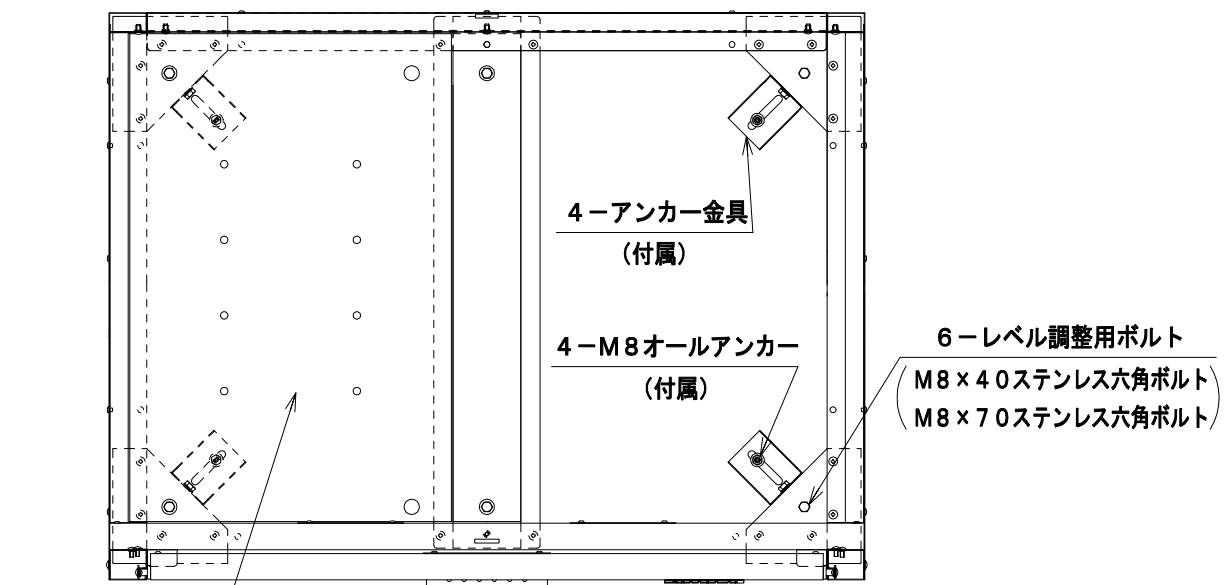 ４－アンカー金具
（付属）
４－Ｍ８オールアンカー
（付属）
６－レベル調整用ボルト
Ｍ８×４０ステンレス六角ボルト
Ｍ８×７０ステンレス六角ボルト